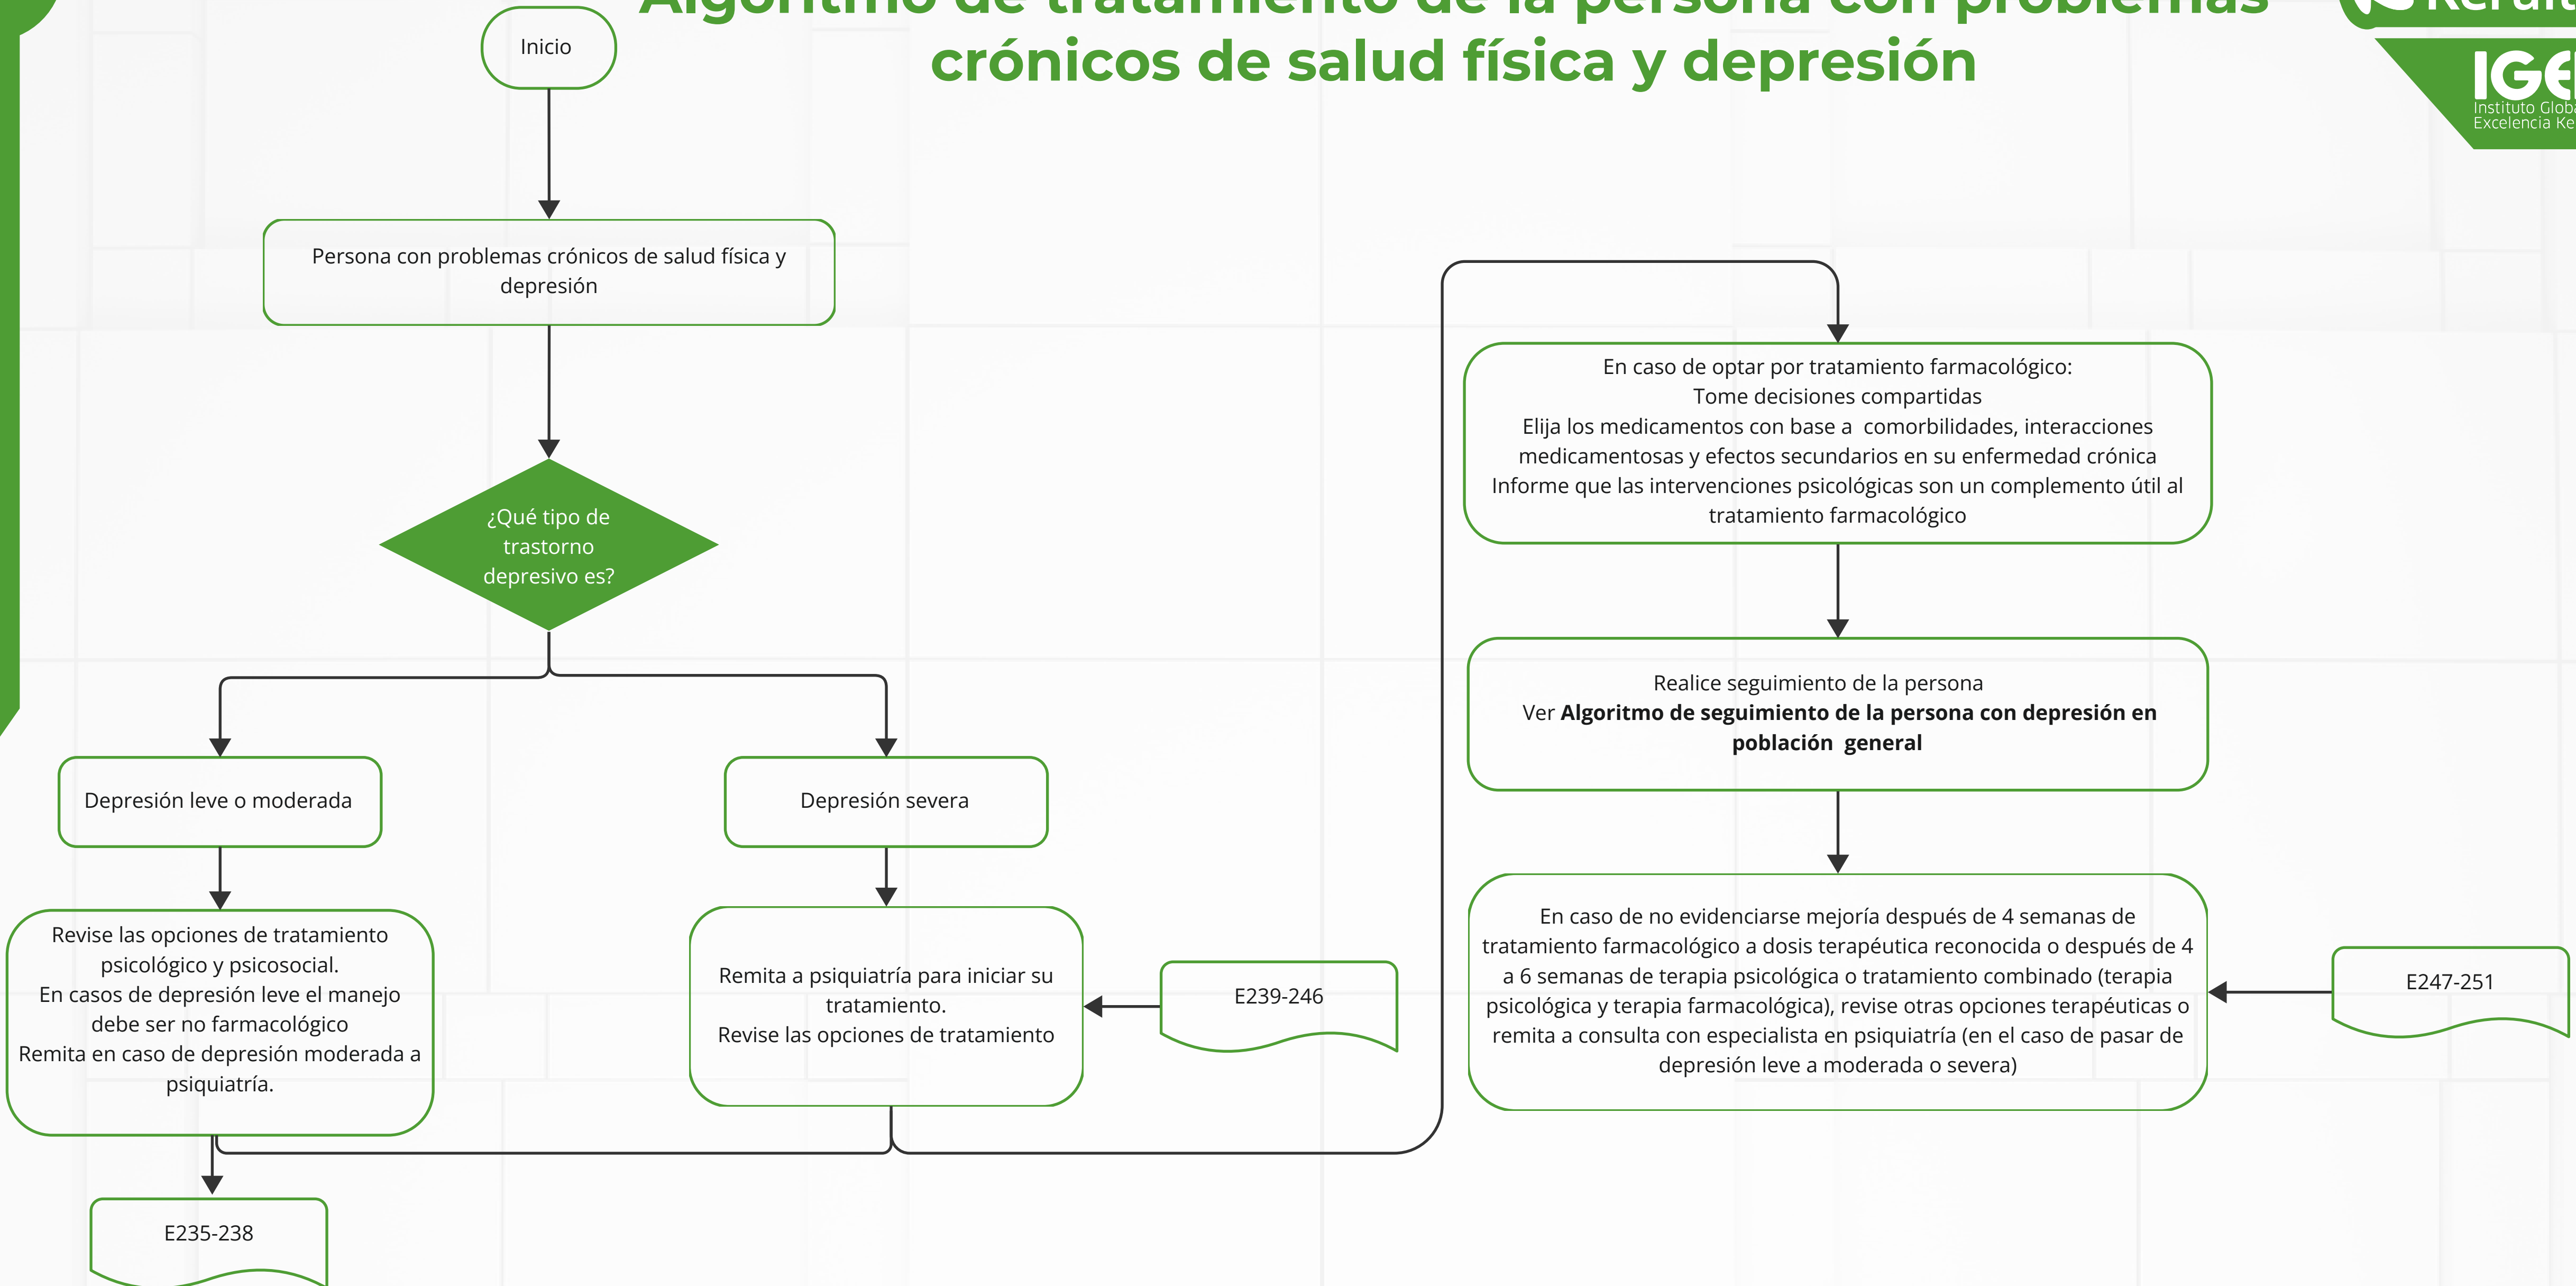 Algoritmo de tratamiento de la persona con problemas
crónicos de salud física y depresión
Instituto
Excelencia
Inicio
Persona con problemas crónicos de salud física y
depresión
¿Qué tipo de
trastorno
depresivo es?
Depresión leve o moderada
Depresión severa
Revise las opciones de tratamiento
psicológico y psicosocial.
En casos de depresión leve el manejo
debe ser no farmacológico
Remita en caso de depresión moderada a
psiquiatría.
E235-238
Remita a psiquiatría para iniciar su
tratamiento.
Revise las opciones de tratamiento
E239-246
En caso de optar por tratamiento farmacológico:
Tome decisiones compartidas
Elija los medicamentos con base a  comorbilidades, interacciones
medicamentosas y efectos secundarios en su enfermedad crónica
Informe que las intervenciones psicológicas son un complemento útil al
tratamiento farmacológico
Realice seguimiento de la persona
Ver Algoritmo de seguimiento de la persona con depresión en
población  general
En caso de no evidenciarse mejoría después de 4 semanas de
tratamiento farmacológico a dosis terapéutica reconocida o después de 4
a 6 semanas de terapia psicológica o tratamiento combinado (terapia
psicológica y terapia farmacológica), revise otras opciones terapéuticas o
remita a consulta con especialista en psiquiatría (en el caso de pasar de
depresión leve a moderada o severa)
E247-251